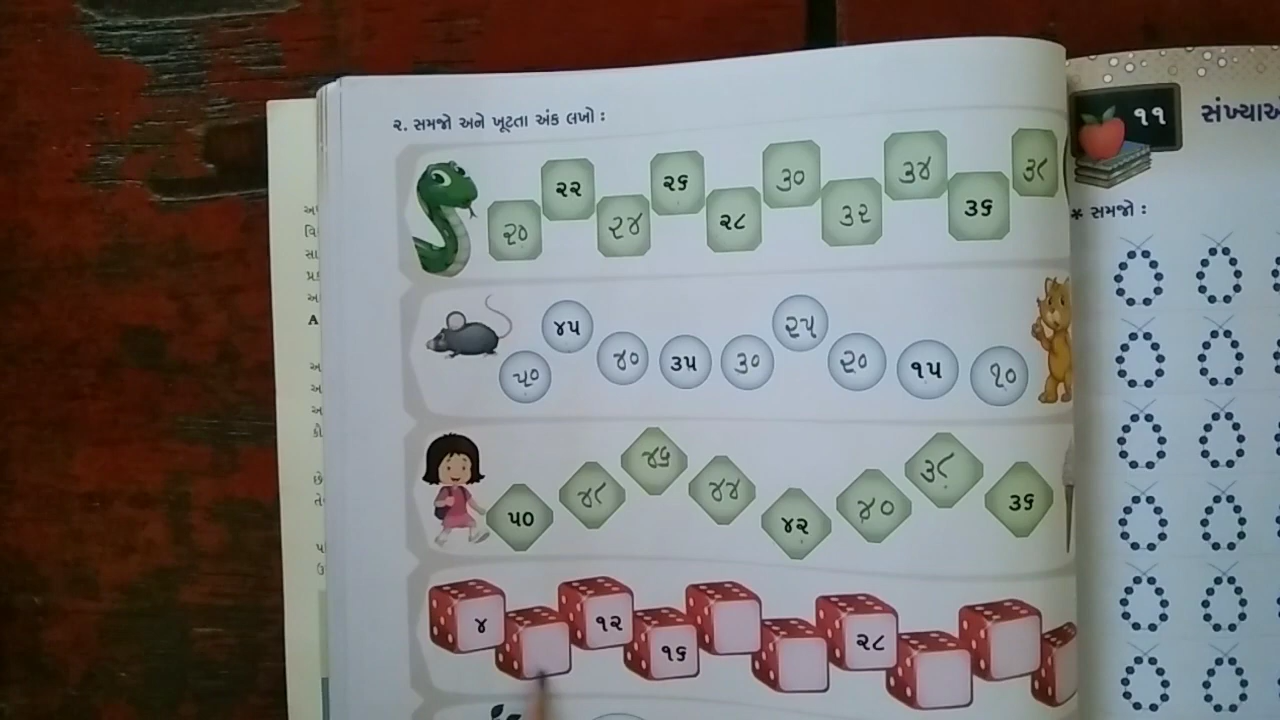 ૨. સમજો અને ખૂટતા અંક લખો :
૨૦ ૨૨ ૨૪ ૨૬ ૨૮ ૩૦ ૩૨ ૩૪ ૩૬ ૩૮
૫૦ ૪૫ ૪૦ ૩૫ ૩૦ ૨૫ ૨૦ ૧૫ ૧૦
૫૦ ૪૮ ૪૬ ૪૪ ૪૨ ૪૦ ૩૮ ૩૬
૪ ૧૨ ૧૬ ૨૮
૧૧
* સમજો :